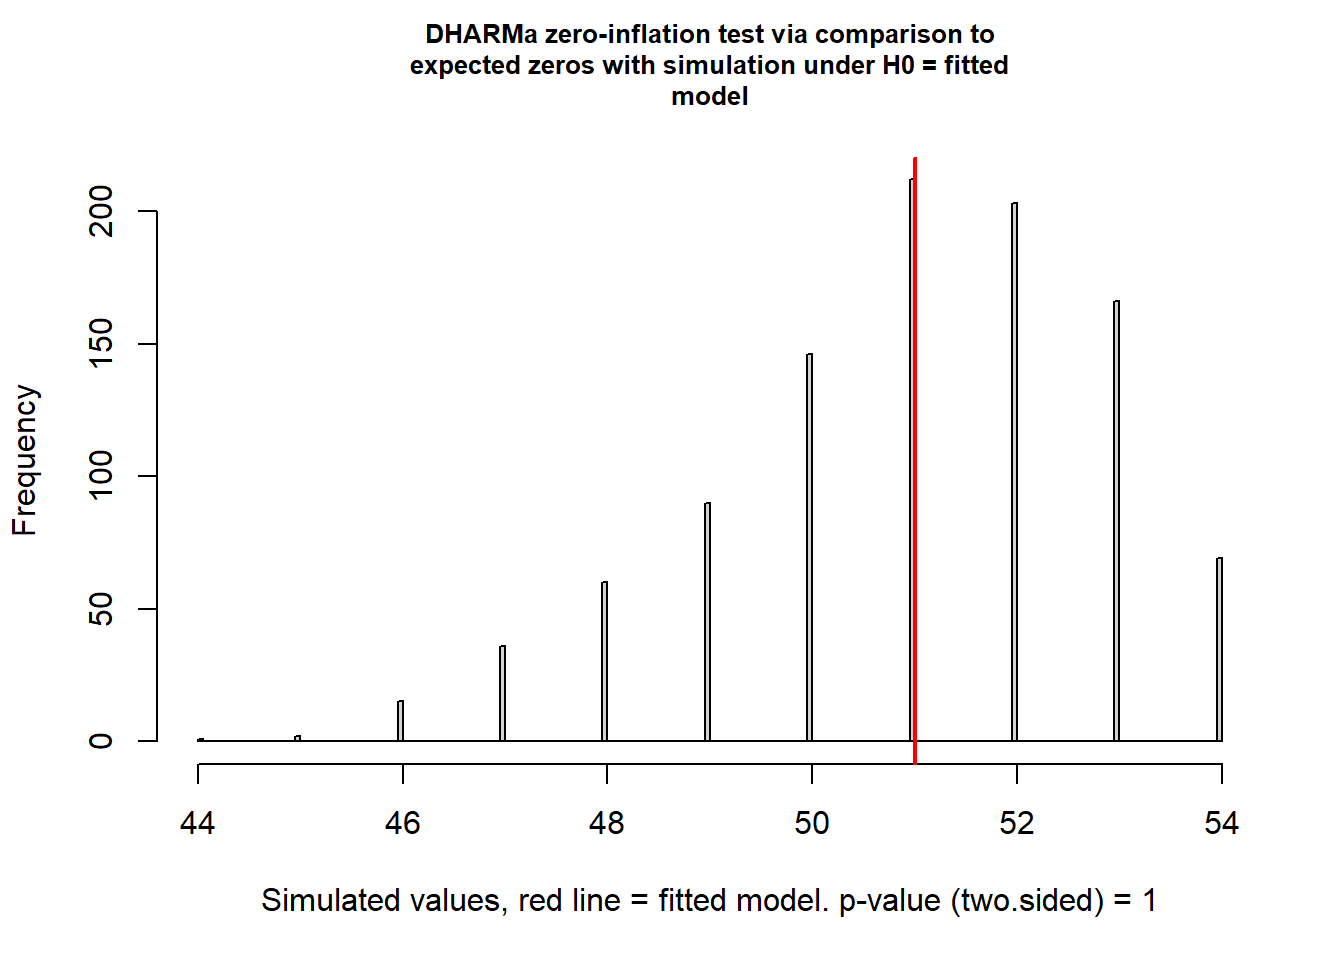 DHARMa zero-inflation test via comparison to
expected zeros with simulation under H0 = fitted
model
Frequency
200
150
100
50
0
44 46 48 50 52 54
Simulated values, red line = fitted model. p-value (two.sided) = 1